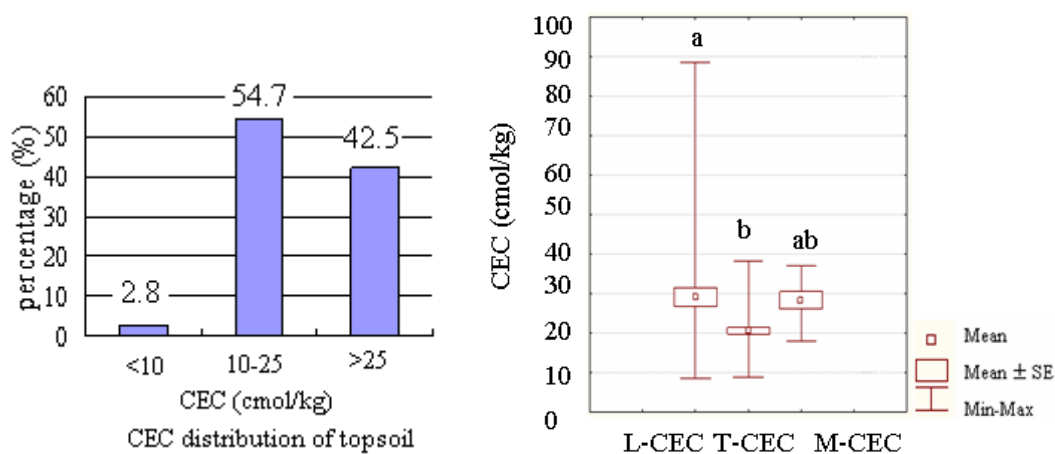 percentage (%)
60
50
40
30
20
10
0
2.8
54.7
42.5
<10
10-25
>25
CEC (cmol/kg)
CEC distribution of topsoil
CEC (cmol/kg)
100
90
80
70
60
50
40
30
20
10
0
a
b
ab
L-CEC T-CEC M-CEC
Mean
Mean ± SE
Min-Max